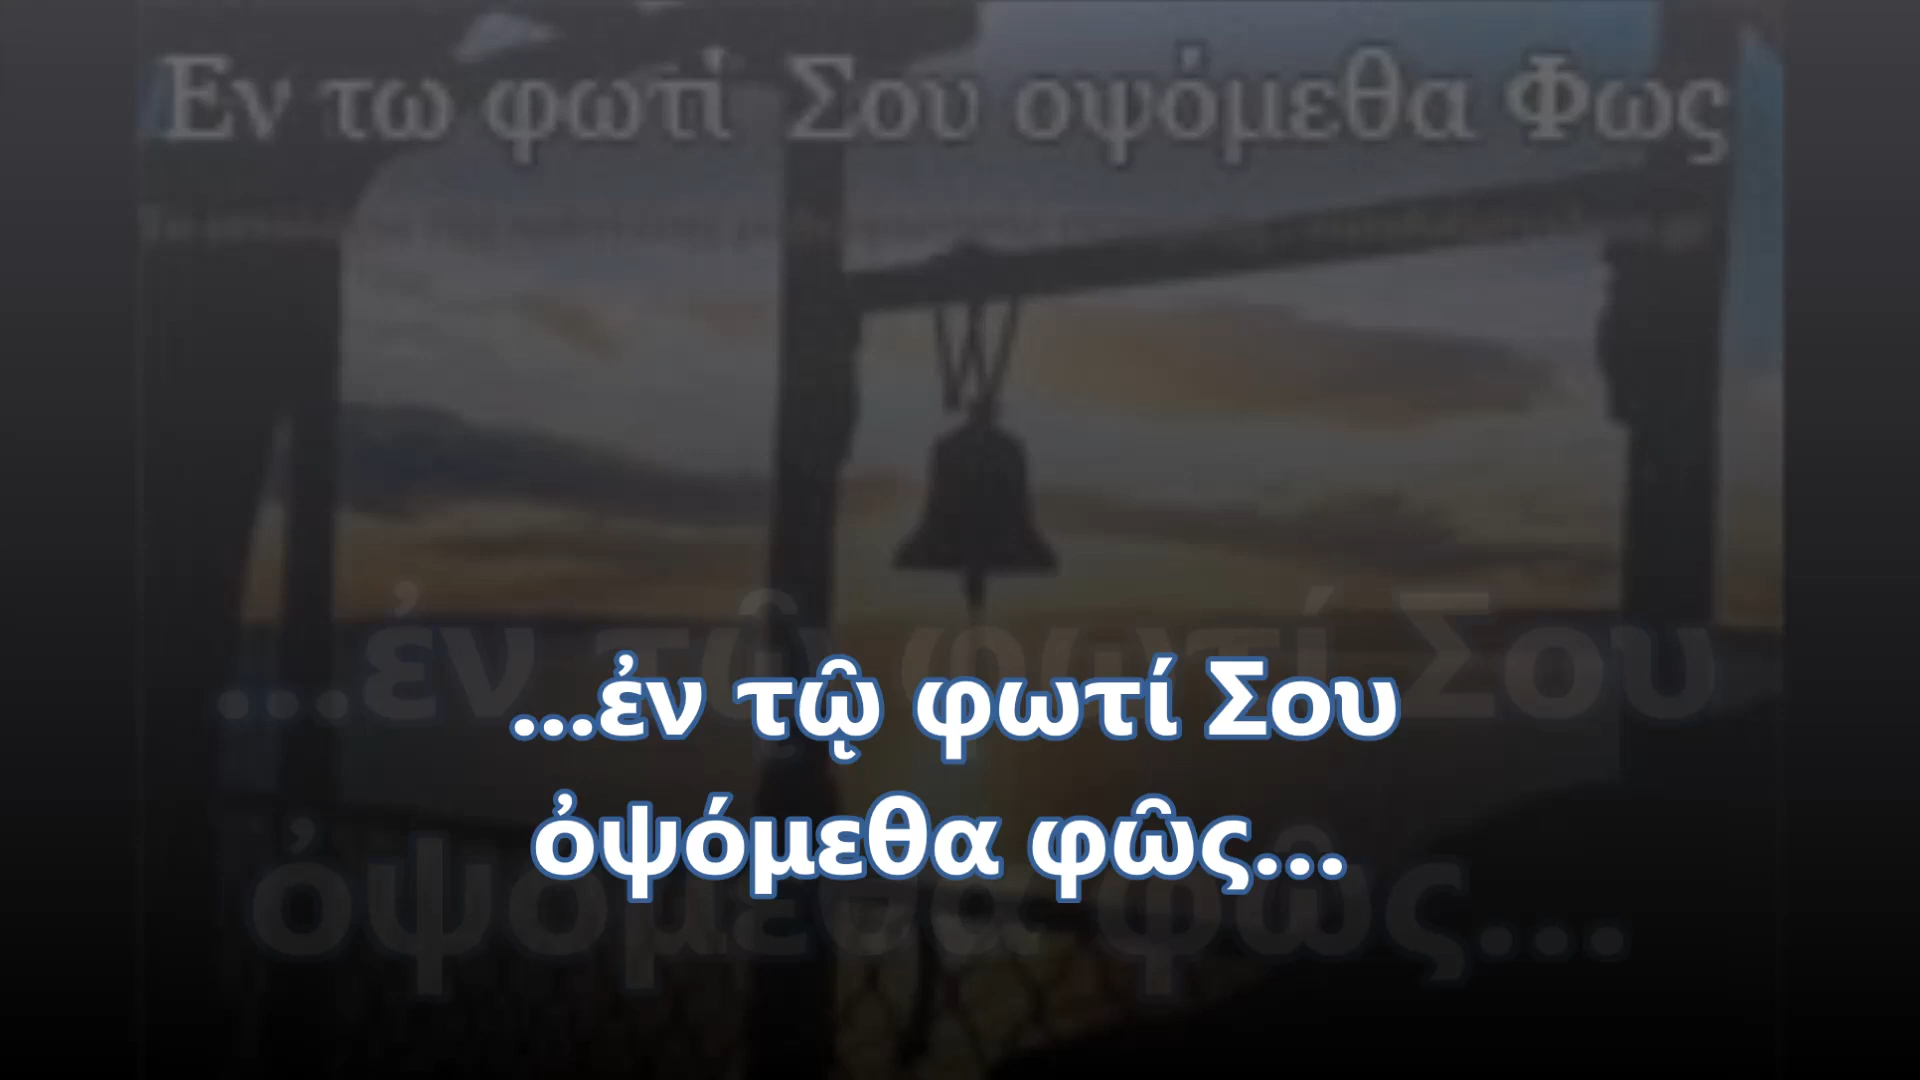 Εν τω φωτί Σου οψόμεθα Φως
...ἐν τῷ φωτί Σου
ὀψόμεθα φῶς...